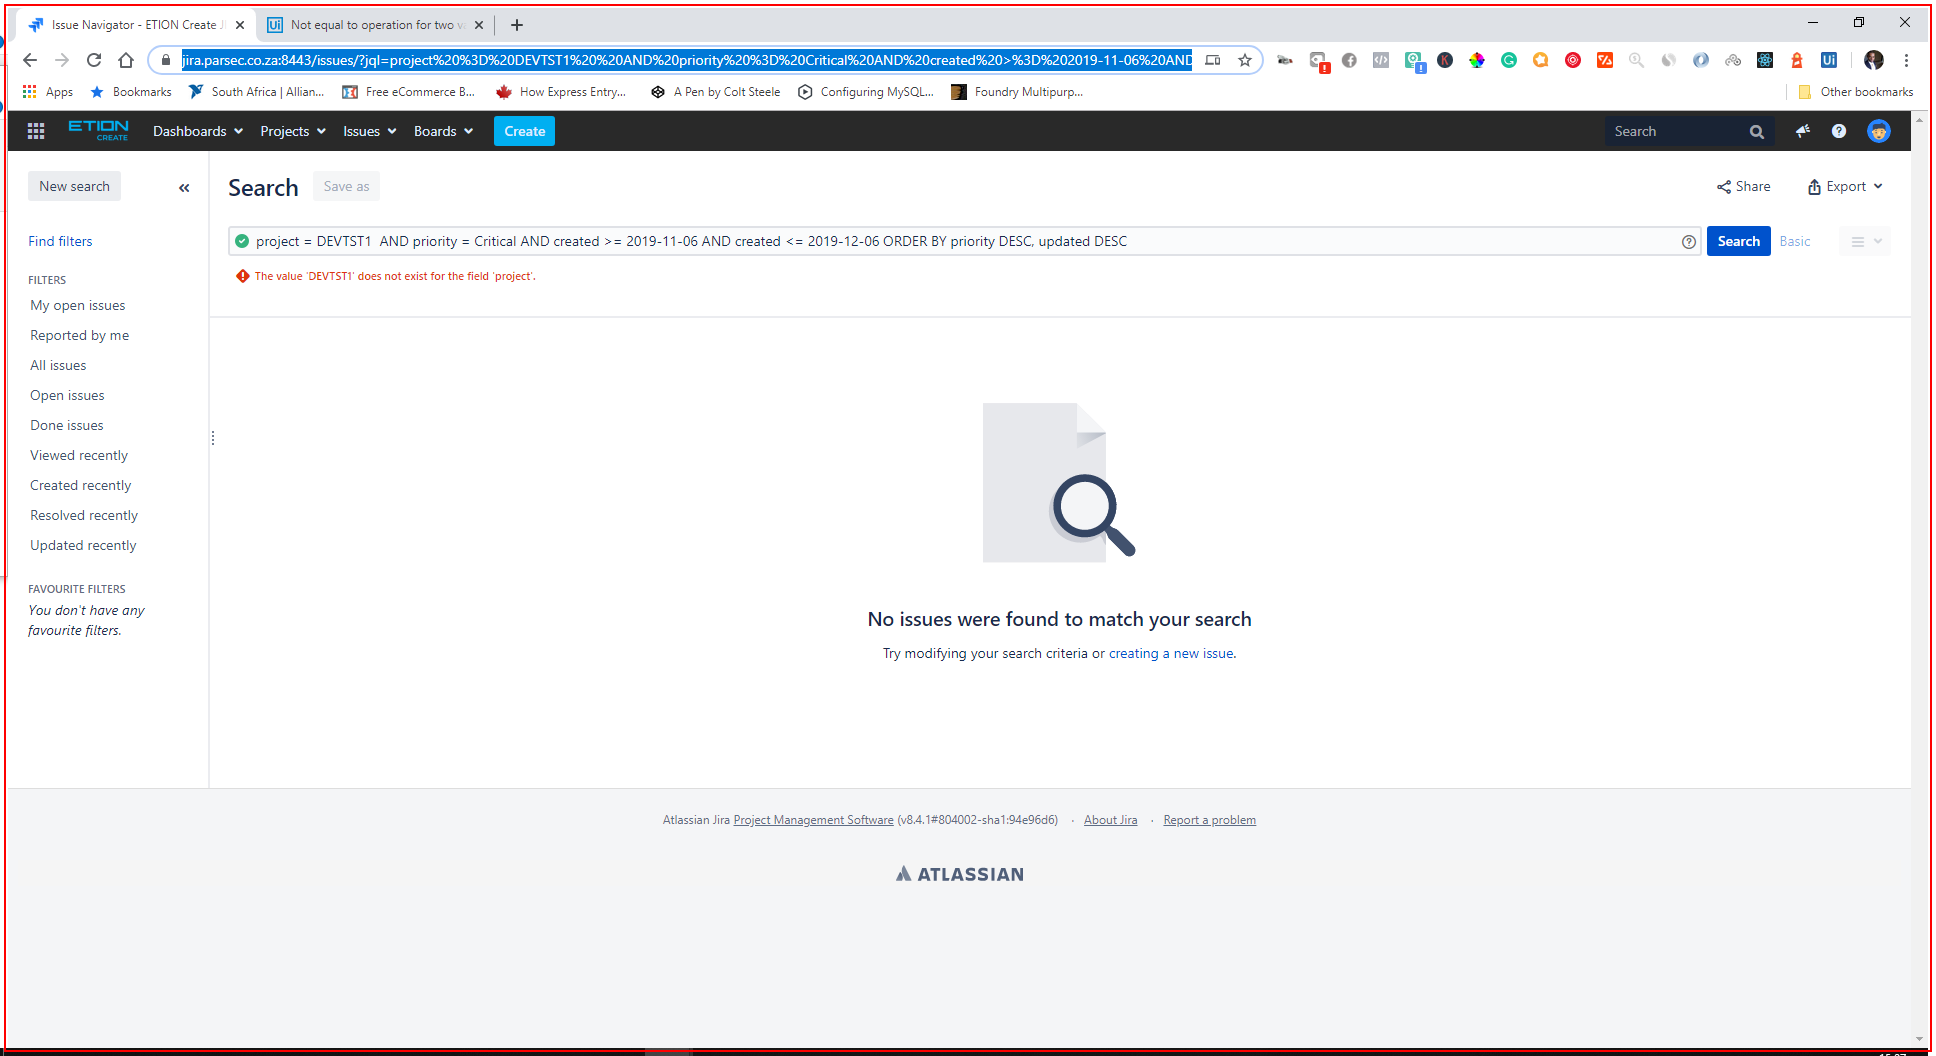 Issue Navigator - ETION Create J
Not equal to operation for two v
jira.parsec.co.za:8443/issues/?jql=project%20%3D%20DEVTST1%20%20AND%20priority%20%3D%20Critical%20AND%20created%20>%3D%202019-11-06%20AND
Apps
Bookmarks
South Africa | Allian...
Free eCommerce B...
How Express Entry...
A Pen by Colt Steele
Configuring MySQL...
Foundry Multipurp...
Other bookmarks
ETION
CREATE
Dashboards
Projects
Issues
Boards
Create
Search
New search
Search
Save as
Share
Export
Find filters
project = DEVTST1  AND priority = Critical AND created >= 2019-11-06 AND created <= 2019-12-06 ORDER BY priority DESC, updated DESC
Search
Basic
The value 'DEVTST1' does not exist for the field 'project'.
FILTERS
My open issues
Reported by me
All issues
Open issues
Done issues
Viewed recently
Created recently
Resolved recently
Updated recently
FAVOURITE FILTERS
You don't have any
favourite filters.
No issues were found to match your search
Try modifying your search criteria or creating a new issue.
Atlassian Jira Project Management Software (v8.4.1#804002-sha1:94e96d6) · About Jira · Report a problem
ATLASSIAN